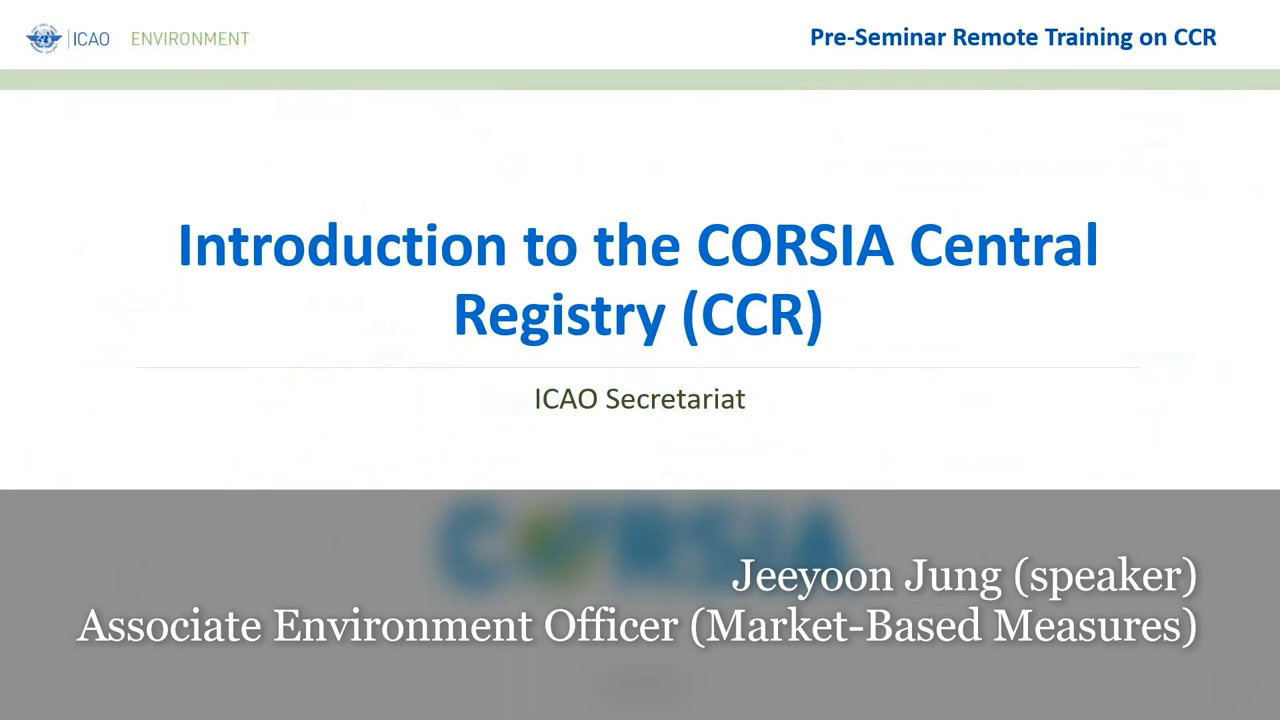 ICAO ENVIRONMENT
Pre-Seminar Remote Training on CCR
Introduction to the CORSIA Central
Registry (CCR)
ICAO Secretariat
CORSIA
Jeeyoon Jung (speaker)
Associate Environment Officer (Market-Based Measures)